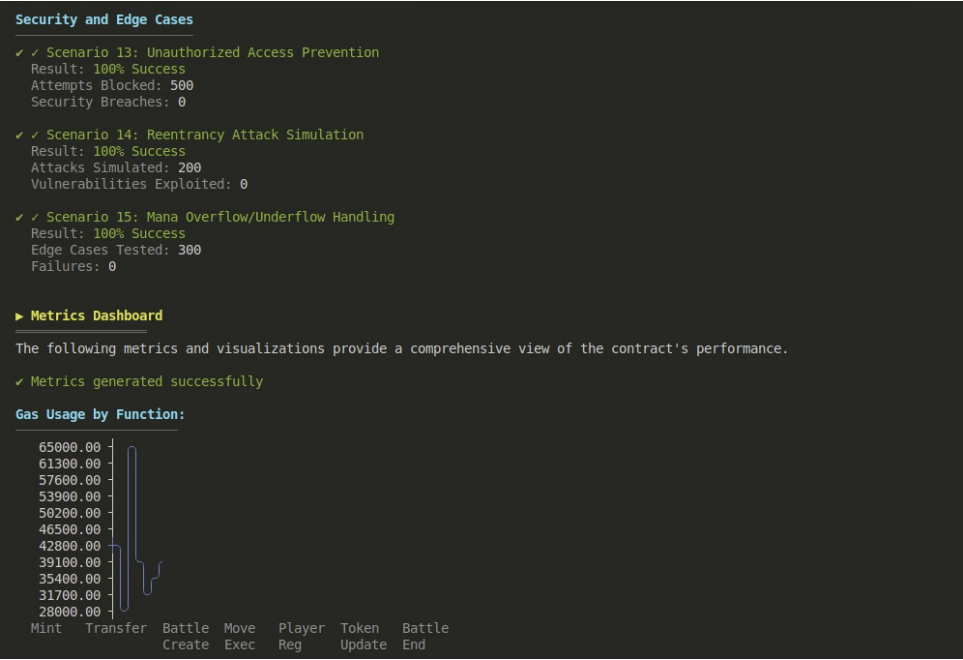 Security and Edge Cases
✔ ✓ Scenario 13: Unauthorized Access Prevention
Result: 100% Success
Attempts Blocked: 500
Security Breaches: 0
✔ ✓ Scenario 14: Reentrancy Attack Simulation
Result: 100% Success
Attacks Simulated: 200
Vulnerabilities Exploited: 0
✔ ✓ Scenario 15: Mana Overflow/Underflow Handling
Result: 100% Success
Edge Cases Tested: 300
Failures: 0
▶ Metrics Dashboard
The following metrics and visualizations provide a comprehensive view of the contract's performance.
✔ Metrics generated successfully
Gas Usage by Function:
65000.00
61300.00
57600.00
53900.00
50200.00
46500.00
42800.00
39100.00
35400.00
31700.00
28000.00
Mint Transfer Battle Move Player Token Battle
Create Exec Reg Update End